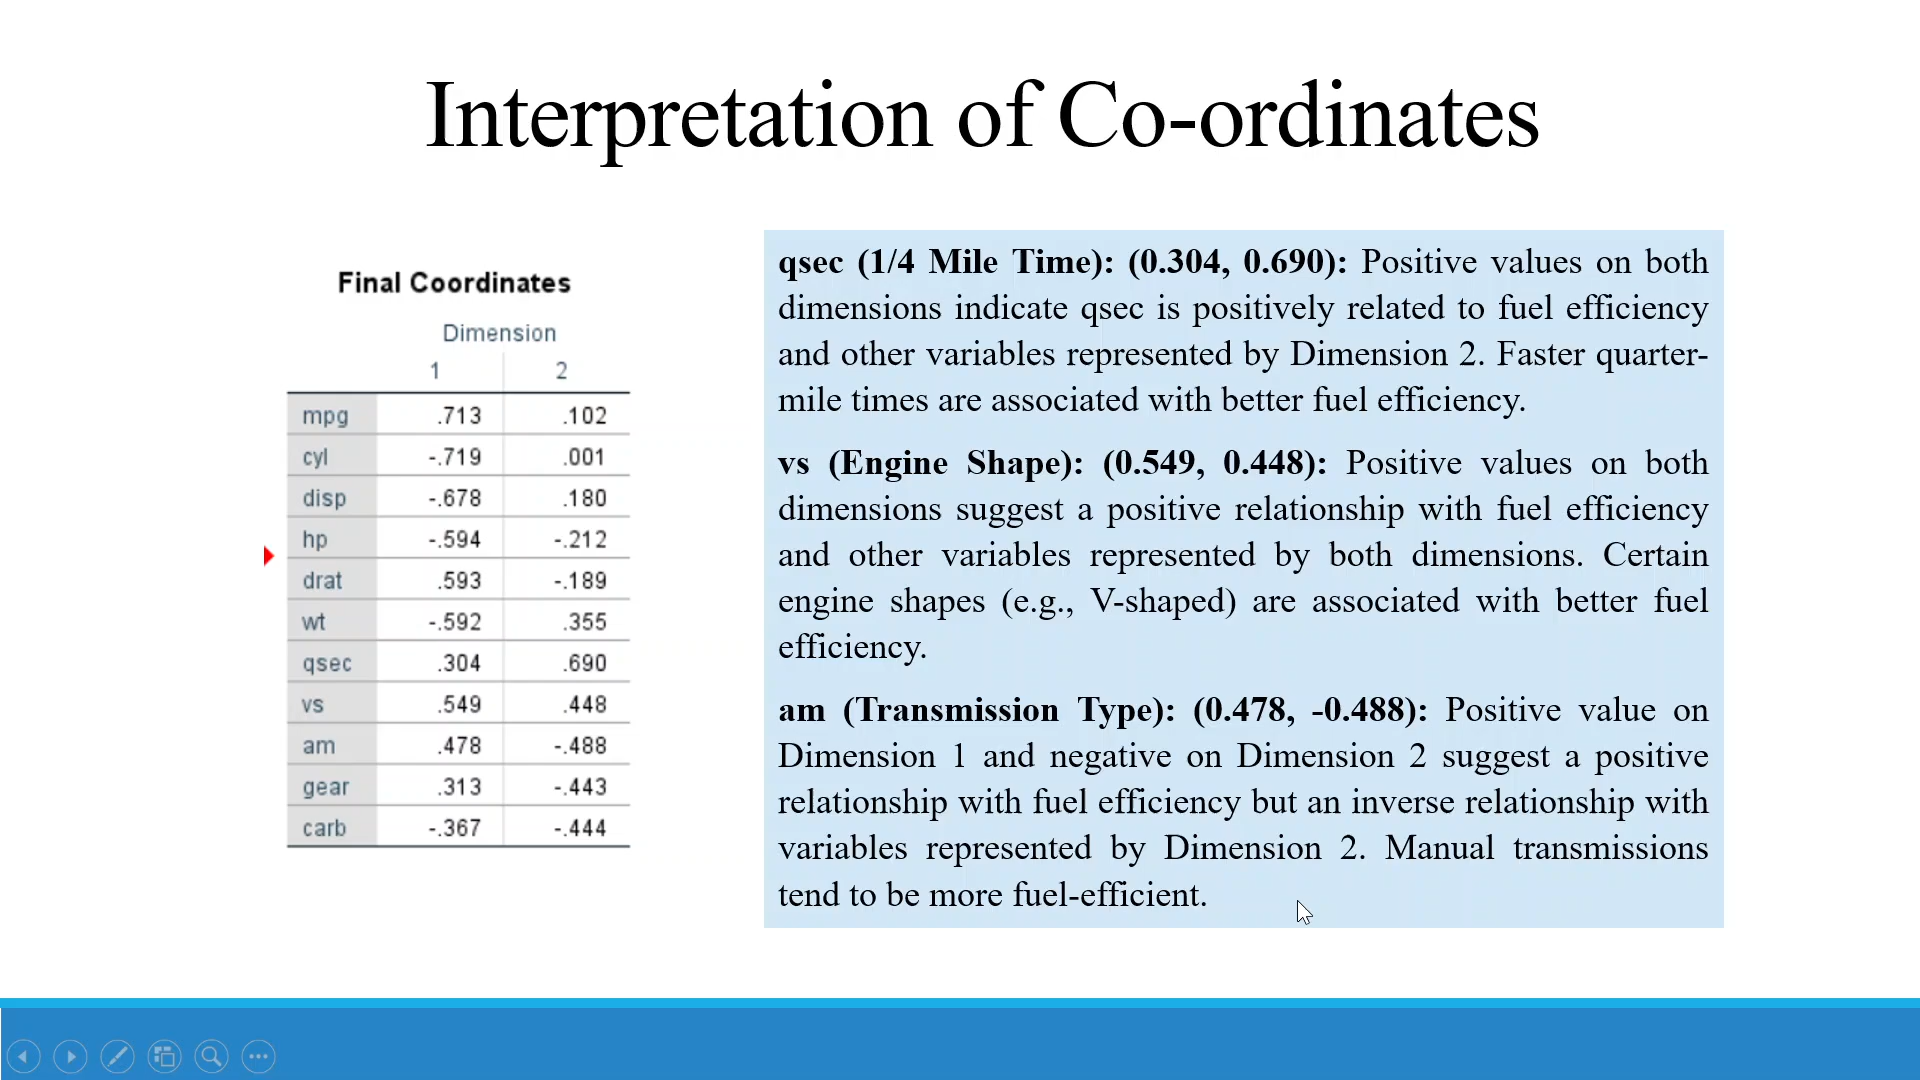 Interpretation of Co-ordinates
Final Coordinates
Dimension
1 2
mpg .713 .102
cyl -.719 .001
disp -.678 .180
hp -.594 -.212
drat .593 -.189
wt -.592 .355
qsec .304 .690
vs .549 .448
am .478 -.488
gear .313 -.443
carb -.367 -.444
qsec (1/4 Mile Time): (0.304, 0.690): Positive values on both
dimensions indicate qsec is positively related to fuel efficiency
and other variables represented by Dimension 2. Faster quarter-
mile times are associated with better fuel efficiency.
vs (Engine Shape): (0.549, 0.448): Positive values on both
dimensions suggest a positive relationship with fuel efficiency
and other variables represented by both dimensions. Certain
engine shapes (e.g., V-shaped) are associated with better fuel
efficiency.
am (Transmission Type): (0.478, -0.488): Positive value on
Dimension 1 and negative on Dimension 2 suggest a positive
relationship with fuel efficiency but an inverse relationship with
variables represented by Dimension 2. Manual transmissions
tend to be more fuel-efficient.